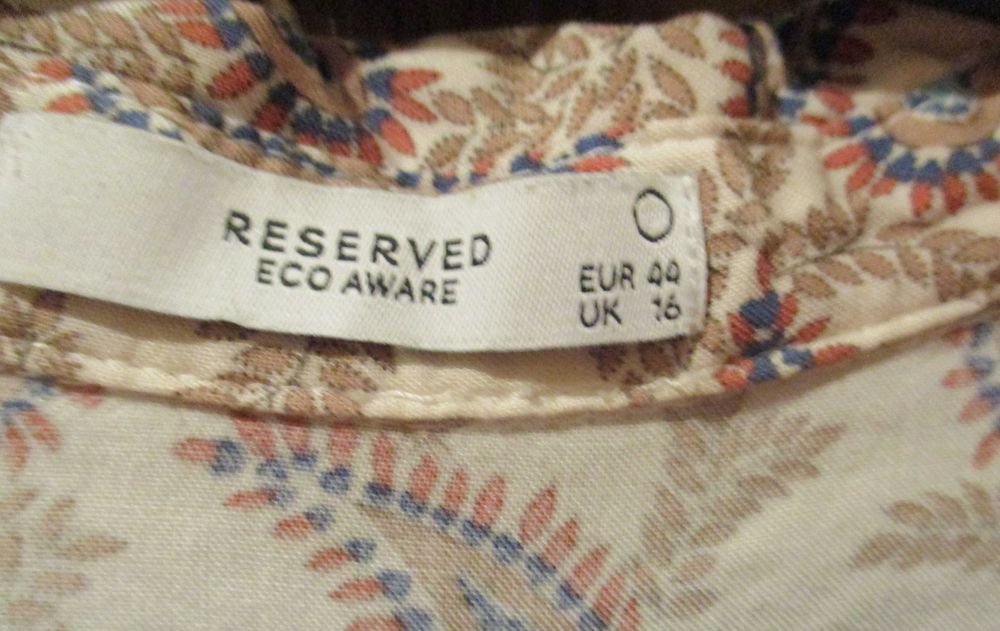 RESERVED
ECO AWARE
O
EUR 44
UK 16